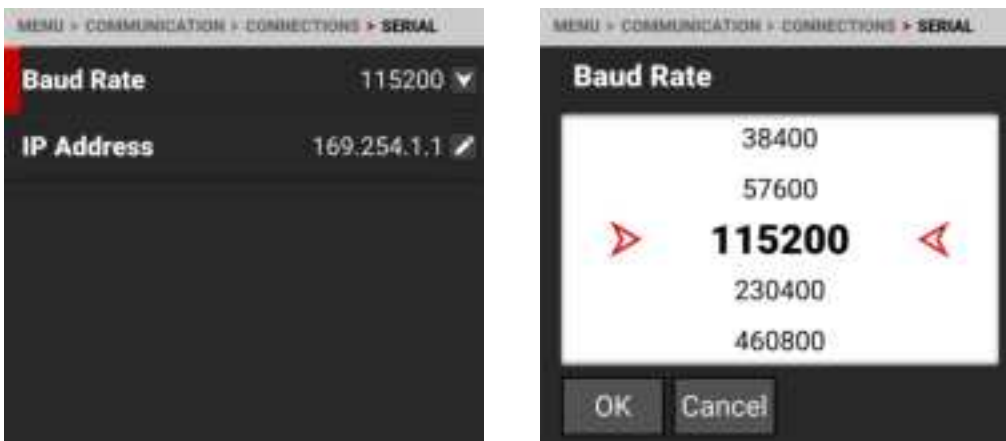 MENU > COMMUNICATION > CONNECTIONS > SERIAL
Baud Rate 115200
IP Address 169.254.1.1
MENU > COMMUNICATION > CONNECTIONS > SERIAL
Baud Rate
38400
57600
115200
230400
460800
OK Cancel